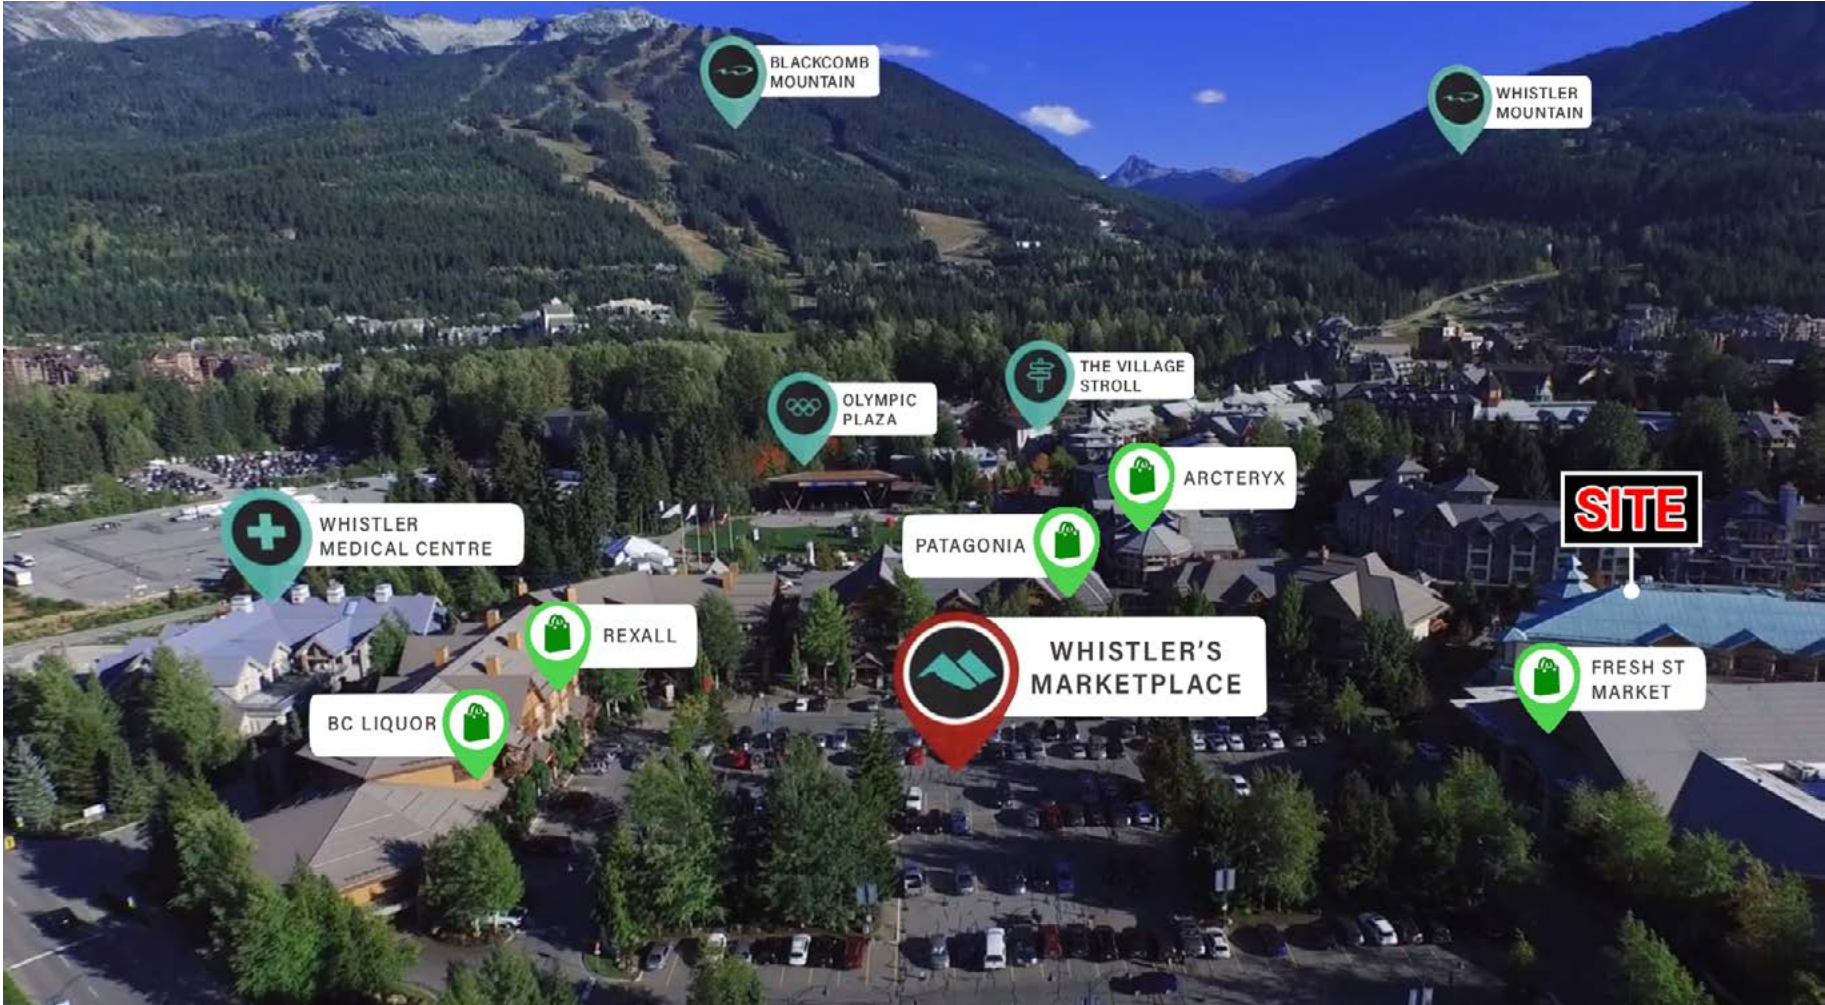 BLACKCOMB
MOUNTAIN
WHISTLER
MOUNTAIN
THE VILLAGE
STROLL
OLYMPIC
PLAZA
ARCTERYX
SITE
WHISTLER
MEDICAL CENTRE
PATAGONIA
REXALL
WHISTLER'S
MARKETPLACE
FRESH ST
MARKET
BC LIQUOR